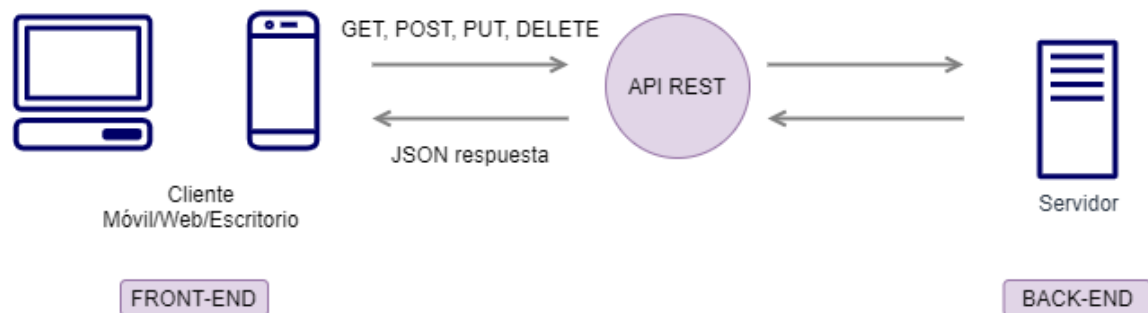 GET, POST, PUT, DELETE
API REST
JSON respuesta
Cliente
Móvil/Web/Escritorio
Servidor
FRONT-END
BACK-END